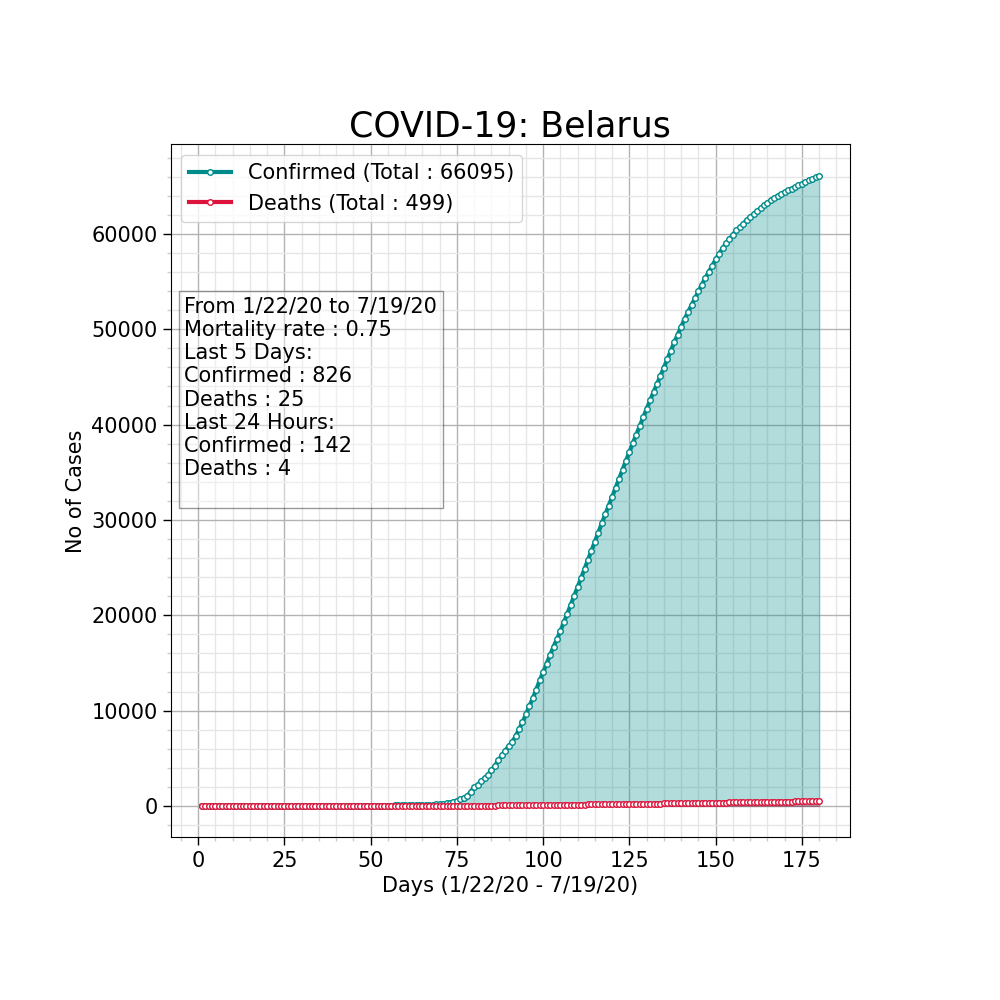 COVID-19: Belarus
Confirmed (Total : 66095)
Deaths (Total : 499)
From 1/22/20 to 7/19/20
Mortality rate : 0.75
Last 5 Days:
Confirmed : 826
Deaths : 25
Last 24 Hours:
Confirmed : 142
Deaths : 4
No of Cases
60000
50000
40000
30000
20000
10000
0
0 25 50 75 100 125 150 175
Days (1/22/20 - 7/19/20)